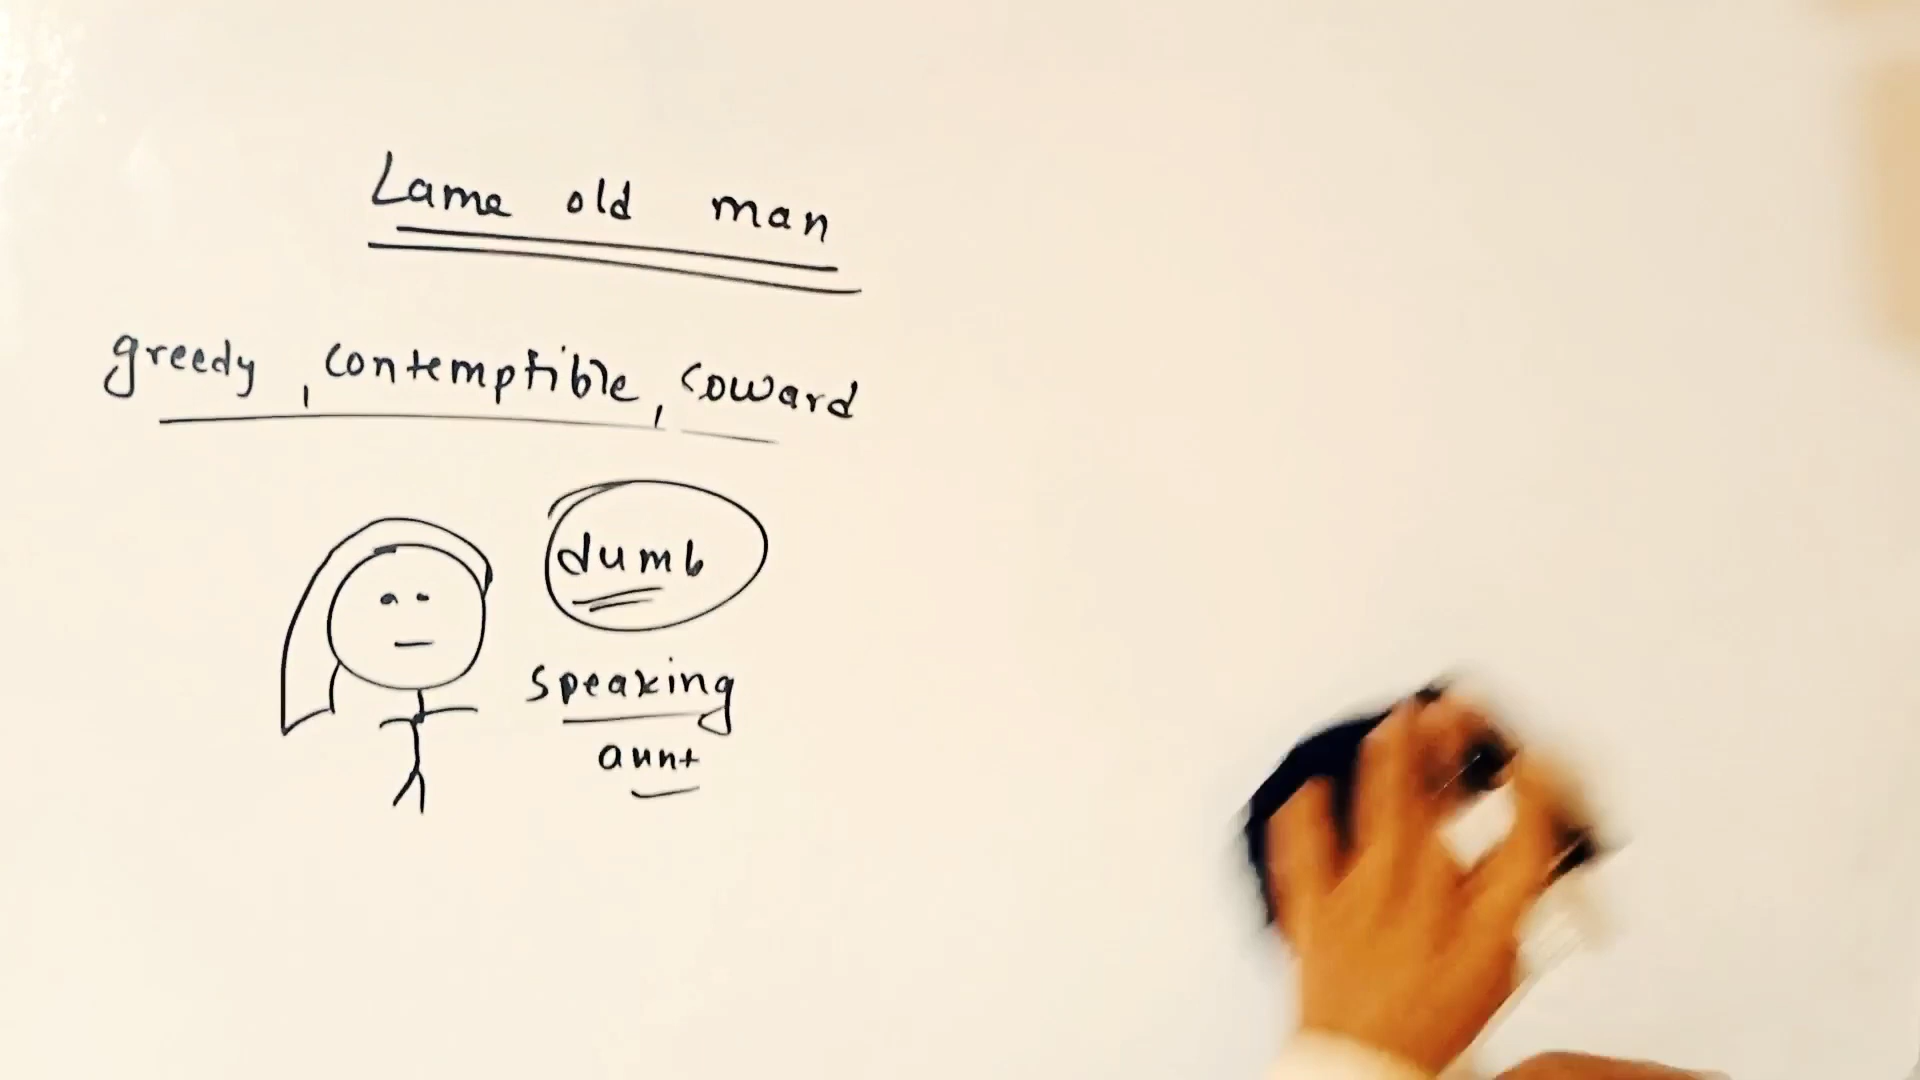 Lame old man
greedy, contemptible, coward
dumb
speaking
aunt